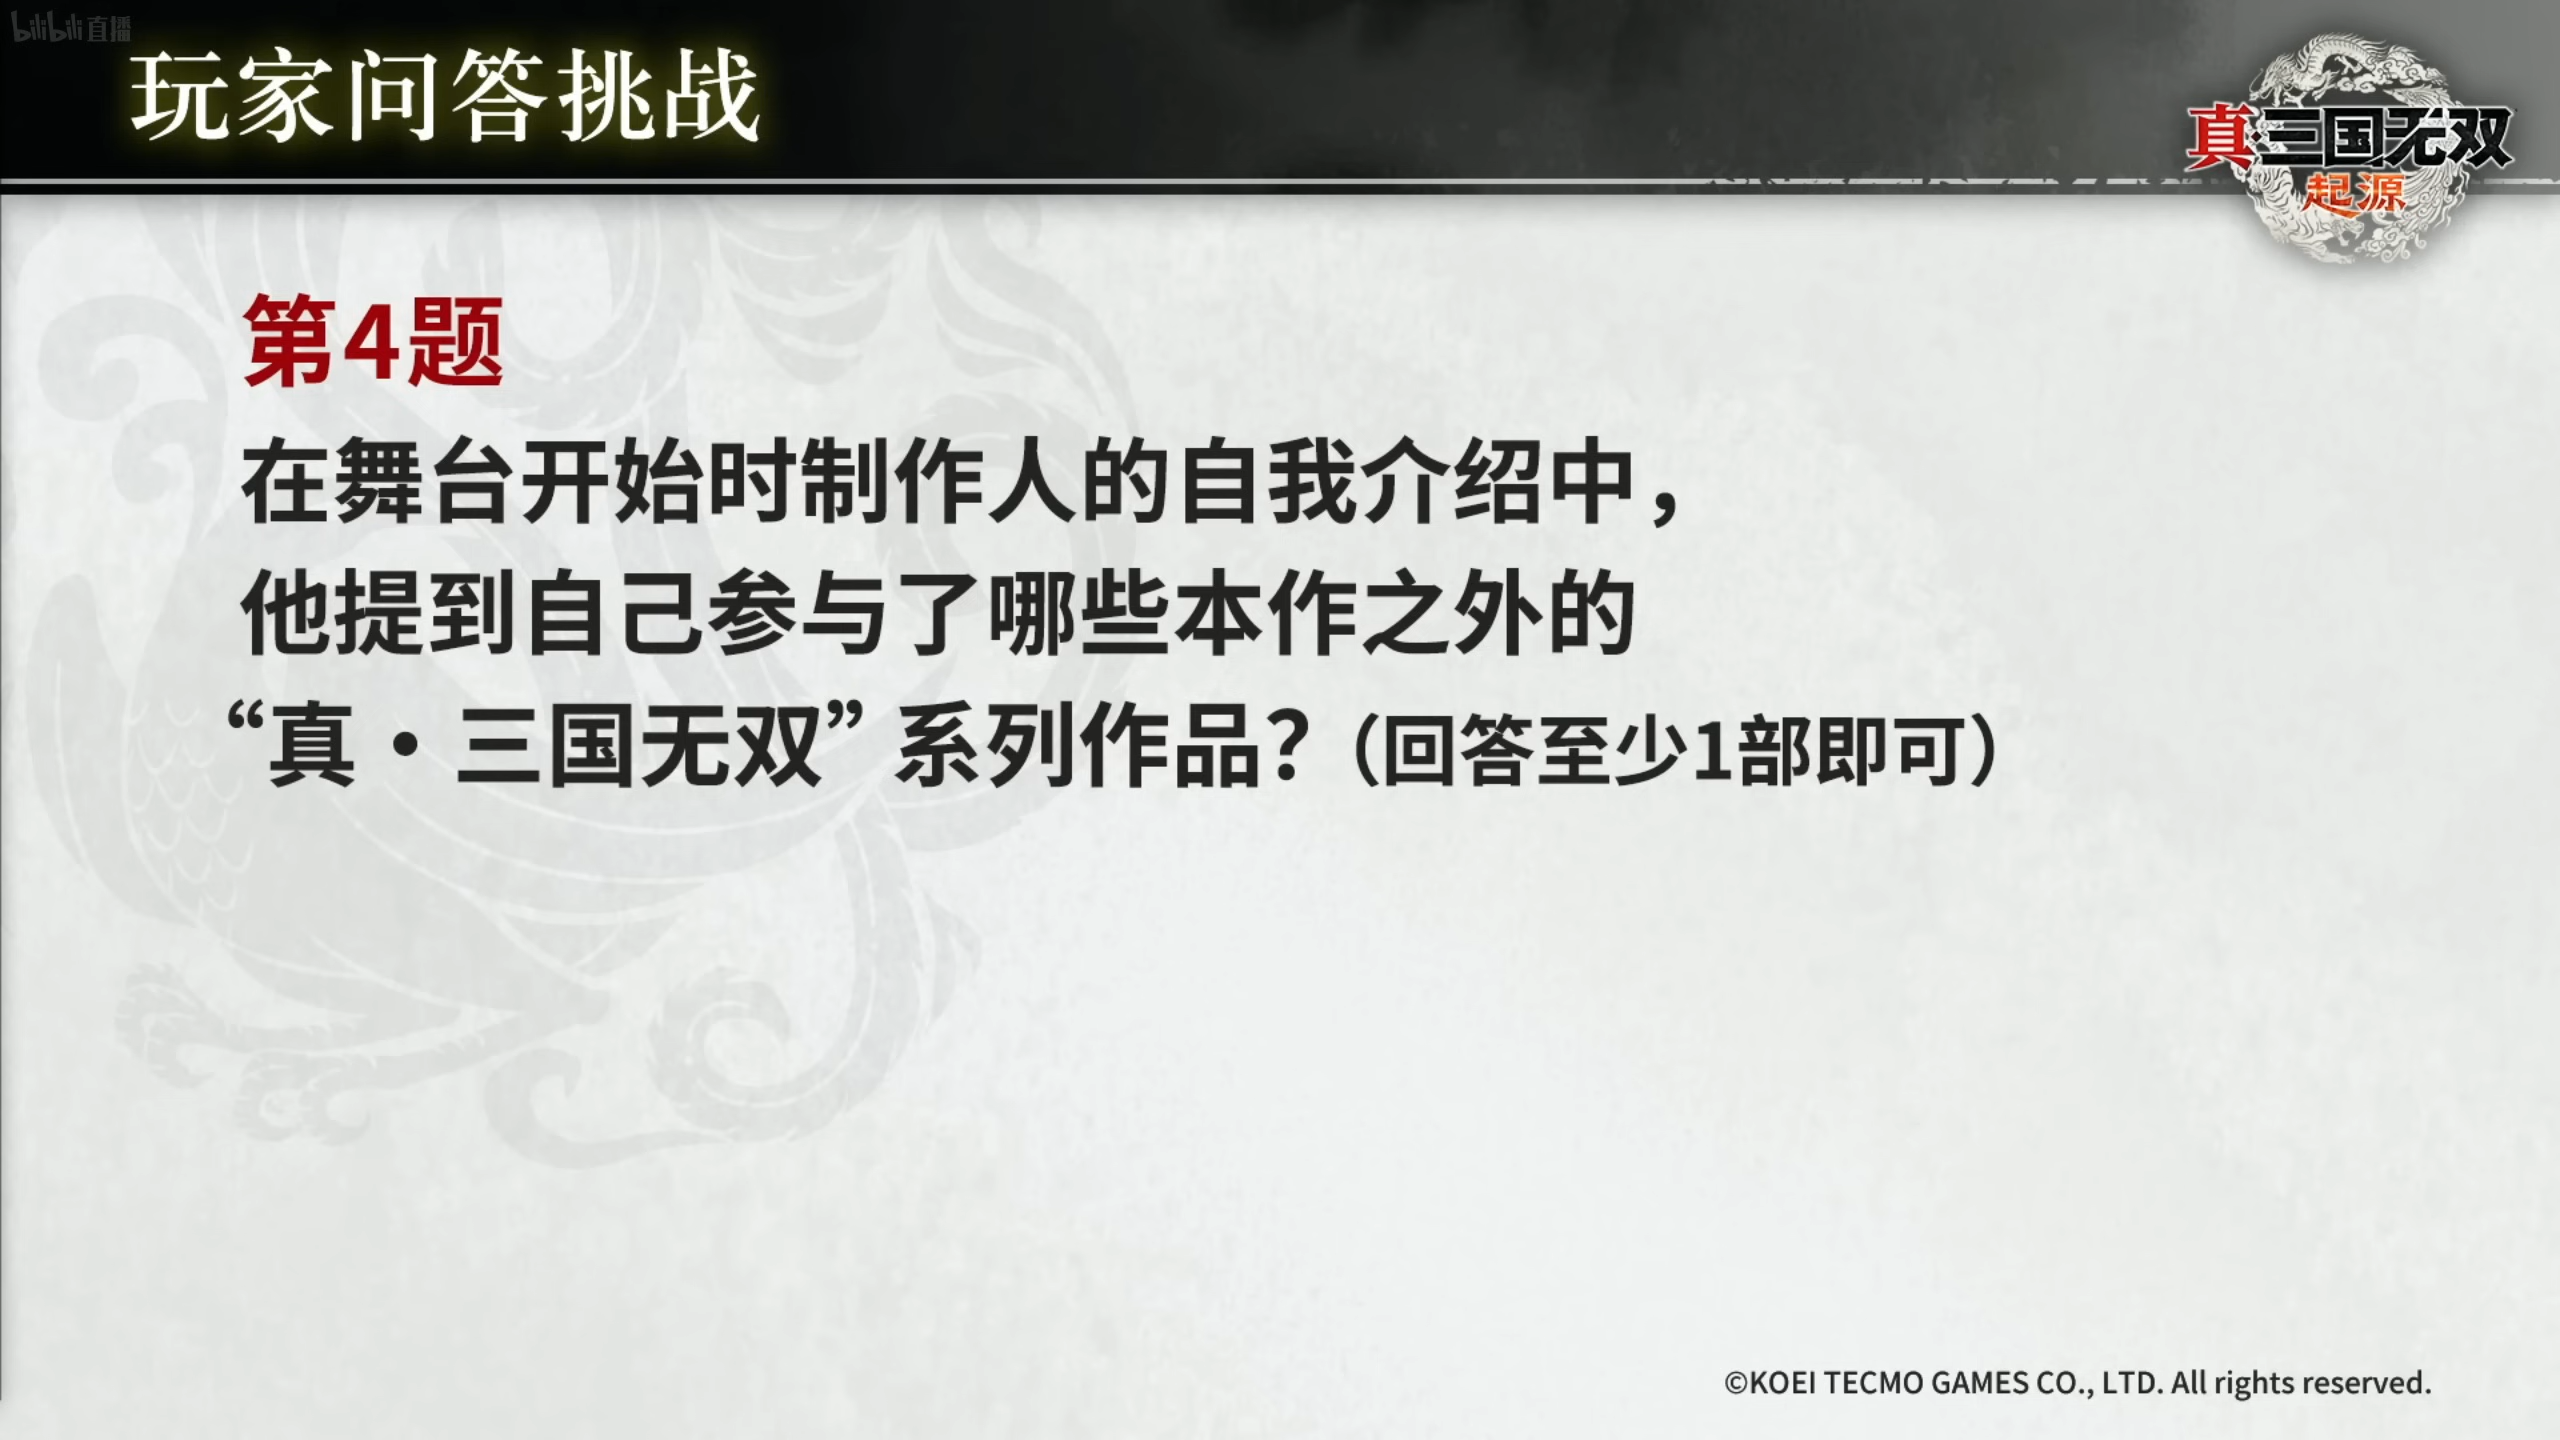 bilibili直播
玩家问答挑战
真·三国无双
起源
第4题
在舞台开始时制作人的自我介绍中，
他提到自己参与了哪些本作之外的
“真・三国无双”系列作品？（回答至少1部即可）
©KOEI TECMO GAMES CO., LTD. All rights reserved.